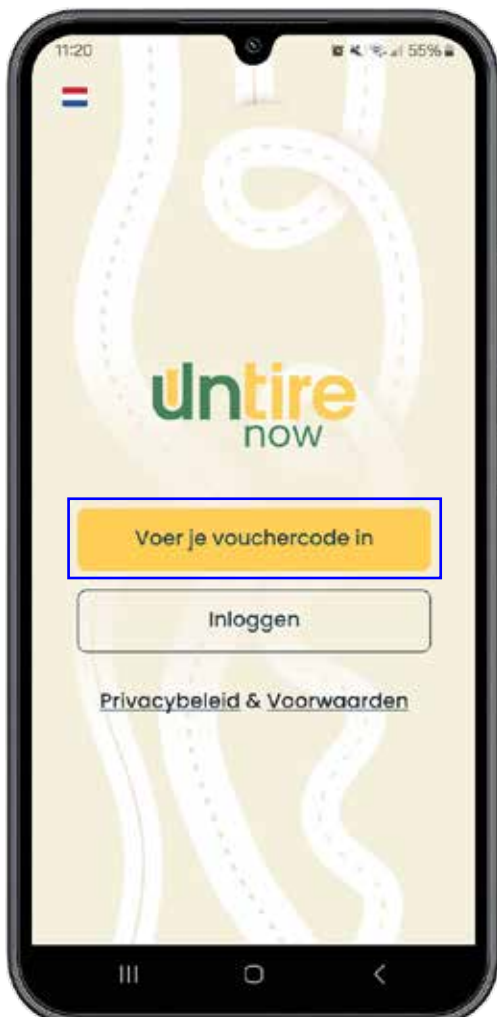 11:20
55%
untire
now
Voer je vouchercode in
Inloggen
Privacybeleid & Voorwaarden